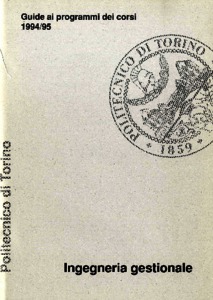 Guide ai programmi dei corsi
1994/95
POLITECNICO DI TORINO
1859
Politecnico di Torino
Ingegneria gestionale